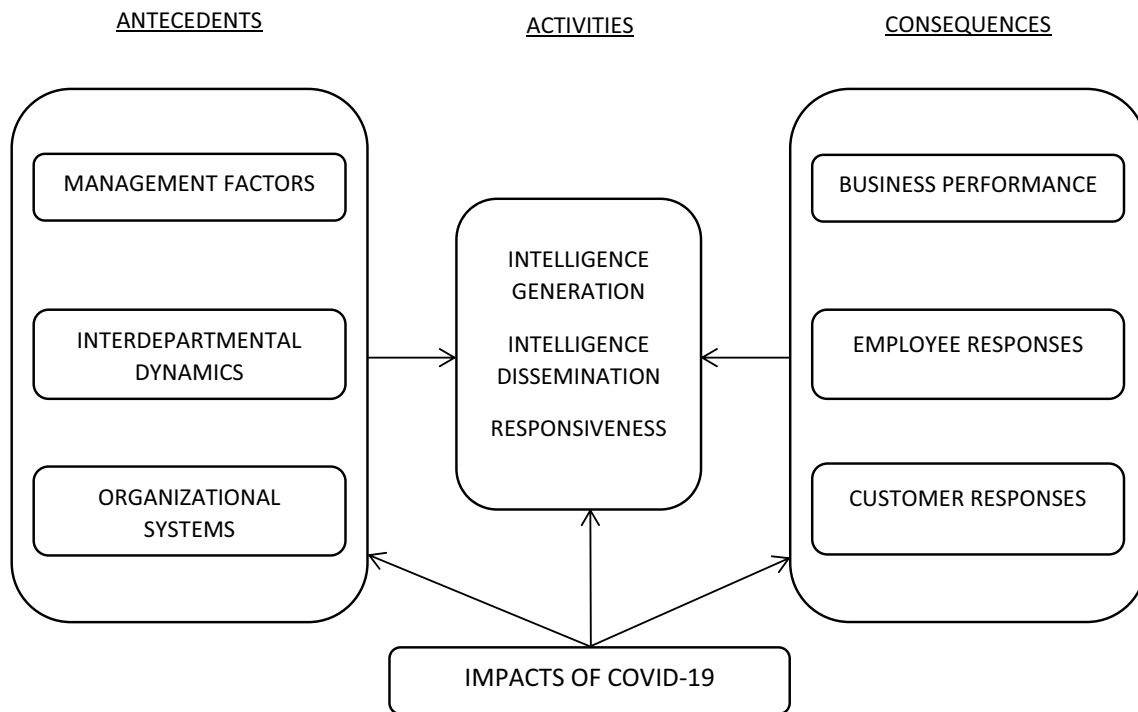 ANTECEDENTS
ACTIVITIES
CONSEQUENCES
MANAGEMENT FACTORS
INTERDEPARTMENTAL
DYNAMICS
ORGANIZATIONAL
SYSTEMS
INTELLIGENCE
GENERATION
INTELLIGENCE
DISSEMINATION
RESPONSIVENESS
BUSINESS PERFORMANCE
EMPLOYEE RESPONSES
CUSTOMER RESPONSES
IMPACTS OF COVID-19